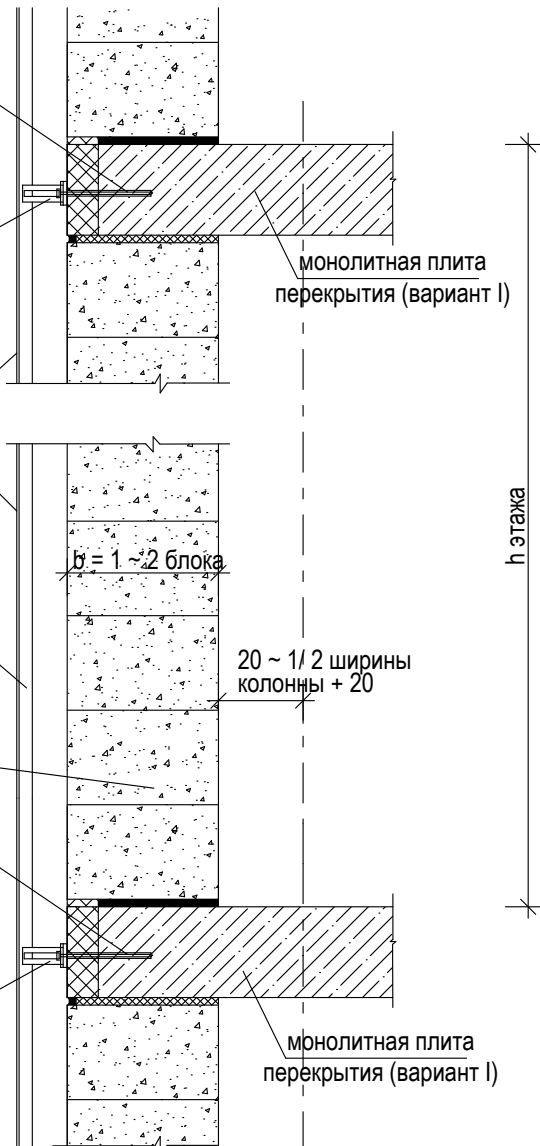 монолитная плита
перекрытия (вариант I)
h этажа
b = 1 ~ 2 блока
20 ~ 1/ 2 ширины
колонны + 20
монолитная плита
перекрытия (вариант I)